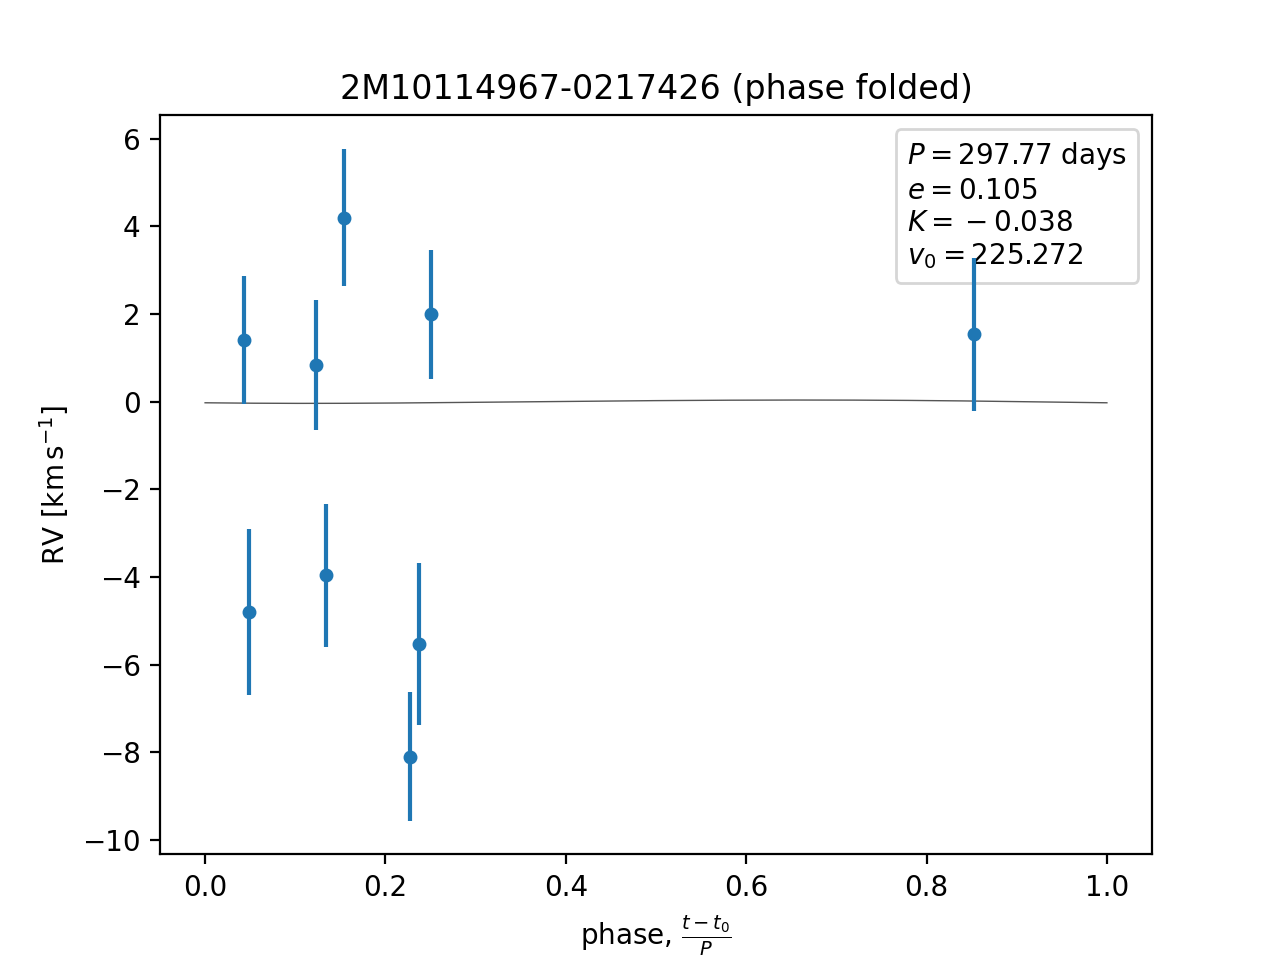 2M10114967-0217426 (phase folded)
P = 297.77 days
e = 0.105
K = −0.038
v₀ = 225.272
6
4
2
0
−2
−4
−6
−8
−10
RV [km s⁻¹]
0.0 0.2 0.4 0.6 0.8 1.0
phase, (t − t₀)/P